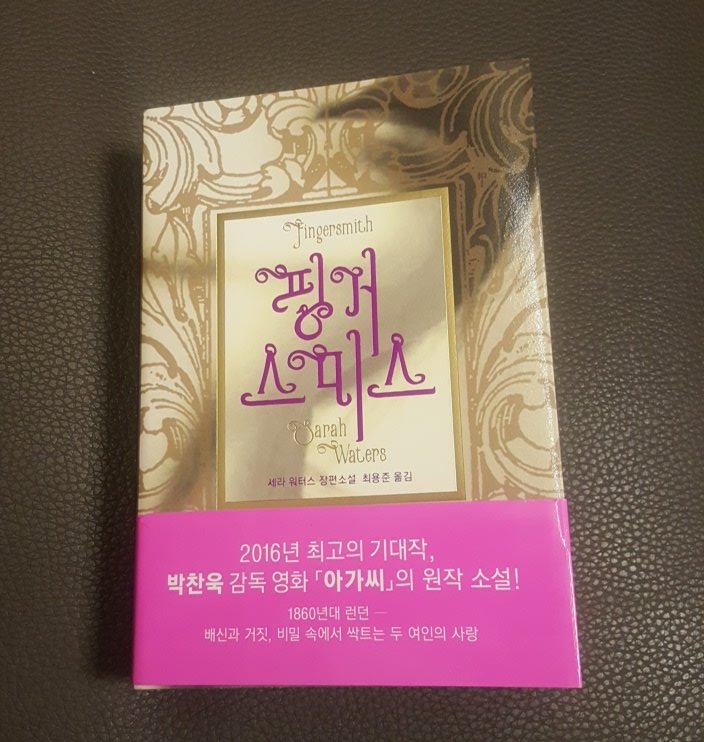 Fingersmith
핑거
스미스
Sarah
Waters
세라 워터스 장편소설 최용준 옮김
2016년 최고의 기대작,
박찬욱 감독 영화 「아가씨」의 원작 소설!
1860년대 런던 ―
배신과 거짓, 비밀 속에서 싹트는 두 여인의 사랑